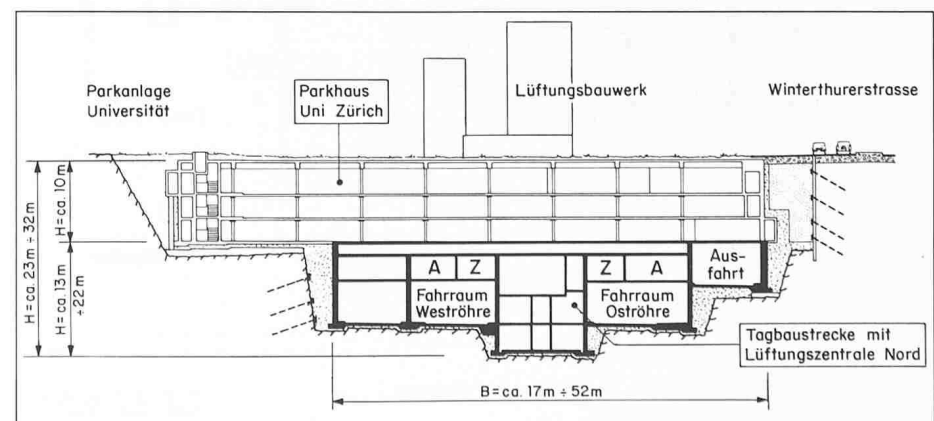 Parkanlage
Universität
Parkhaus
Uni Zürich
Lüftungsbauwerk
Winterthurerstrasse
H = ca. 23m ÷ 32m
H = ca. 10m
H = ca. 13m
÷ 22m
A
Z
Z
A
Aus-
fahrt
Fahrraum
Weströhre
Fahrraum
Oströhre
Tagbaustrecke mit
Lüftungszentrale Nord
B = ca. 17m ÷ 52m